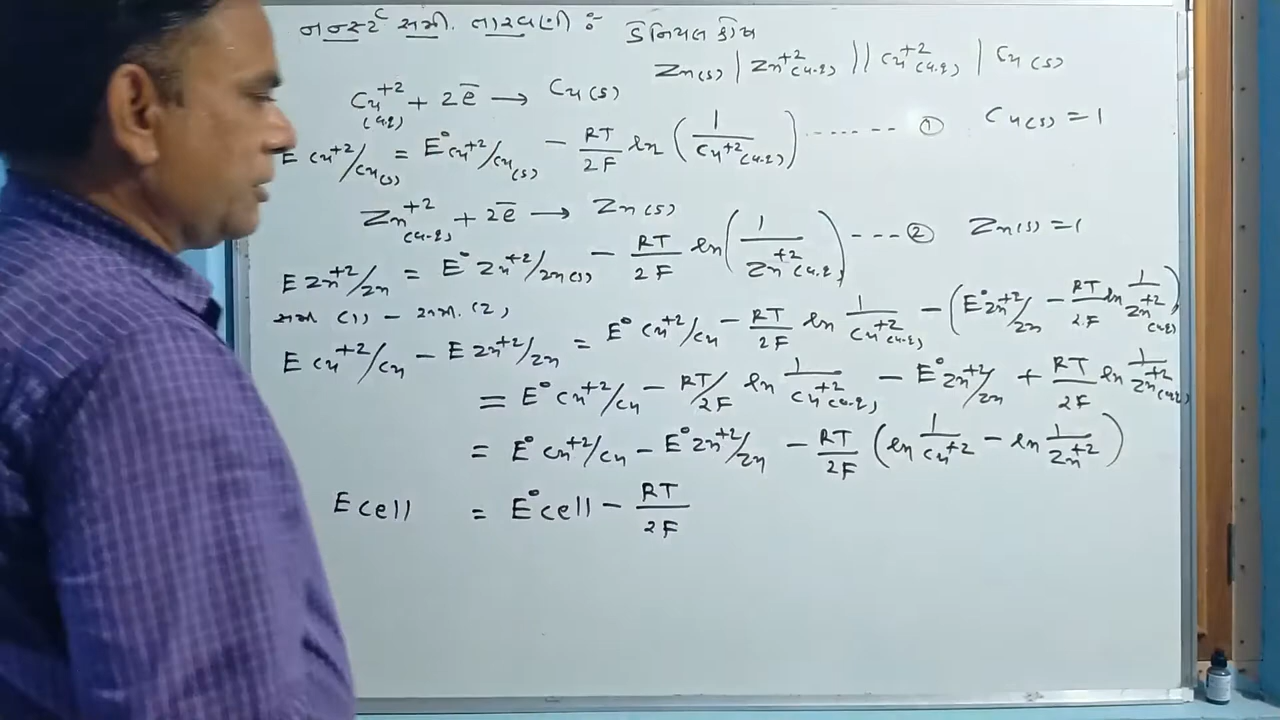 નર્ન્સ્ટ સમી. તારવણી : ડેનિયલ કોષ
Zn(s) | Zn+2(aq) || Cu+2(aq) | Cu(s)
Cu+2(aq) + 2e̅ → Cu(s)
Cu(s) = 1
E Cu+2/Cu(s) = E° Cu+2/Cu(s) − RT/2F ln (1/Cu+2(aq)) ------- ①
Zn+2(aq) + 2e̅ → Zn(s)
Zn(s) = 1
E Zn+2/Zn = E° Zn+2/Zn(s) − RT/2F ln (1/Zn+2(aq)) --- ②
સમી (1) − સમી. (2),
E Cu+2/Cu − E Zn+2/Zn = E° Cu+2/Cu − RT/2F ln 1/Cu+2(aq) − (E° Zn+2/Zn − RT/2F ln 1/Zn+2(aq))
= E° Cu+2/Cu − RT/2F ln 1/Cu+2(aq) − E° Zn+2/Zn + RT/2F ln 1/Zn+2(aq)
= E° Cu+2/Cu − E° Zn+2/Zn − RT/2F (ln 1/Cu+2 − ln 1/Zn+2)
E cell = E° cell − RT/2F